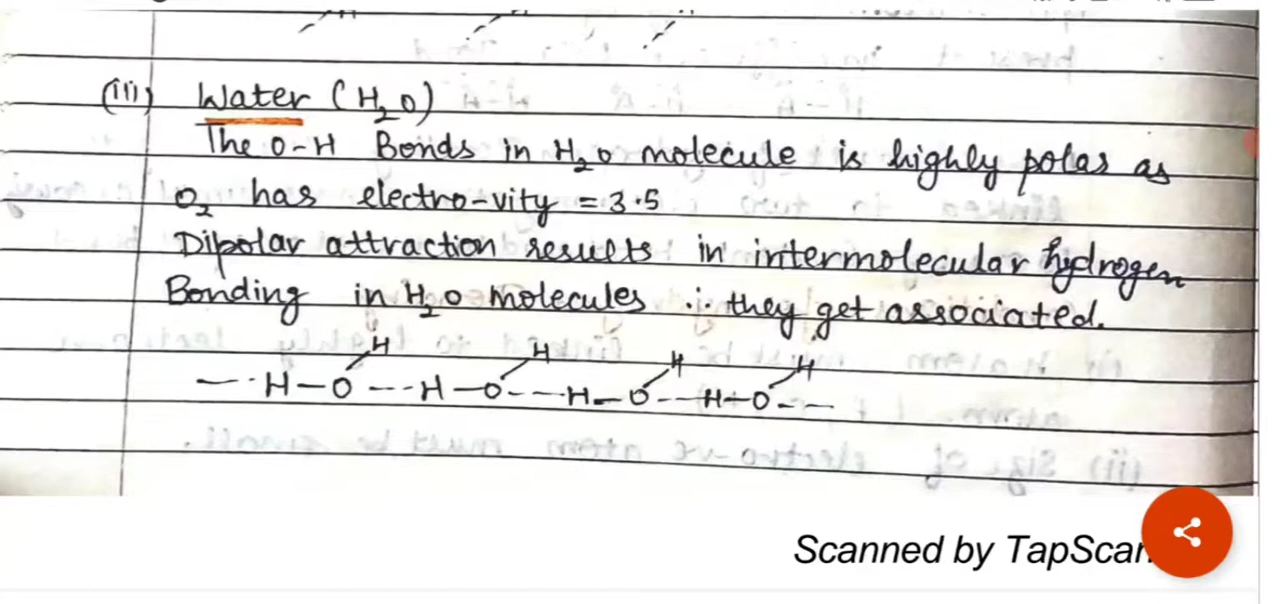 (iii) Water (H₂O)
The O-H Bonds in H₂O molecule is highly polar as
O₂ has electro-vity = 3.5
Dipolar attraction results in intermolecular hydrogen
Bonding in H₂O molecules ∴ they get associated.
H H H H
--- H-O --- H-O --- H-O --- H-O ---
Scanned by TapScan